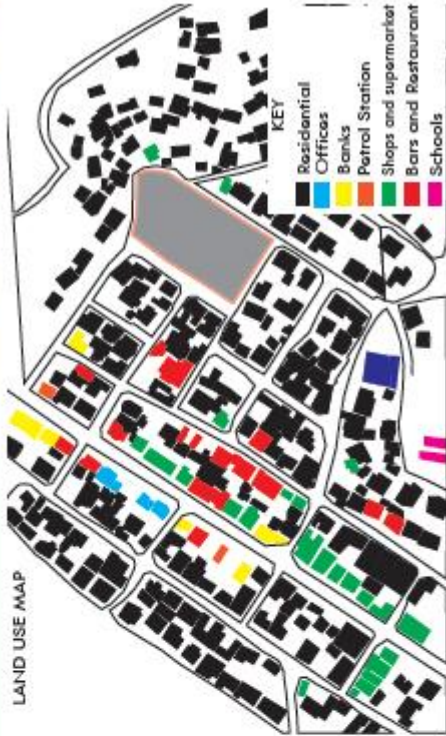 LAND USE MAP
KEY
Residential
Offices
Banks
Petrol Station
Shops and supermarket
Bars and Restaurant
Schools